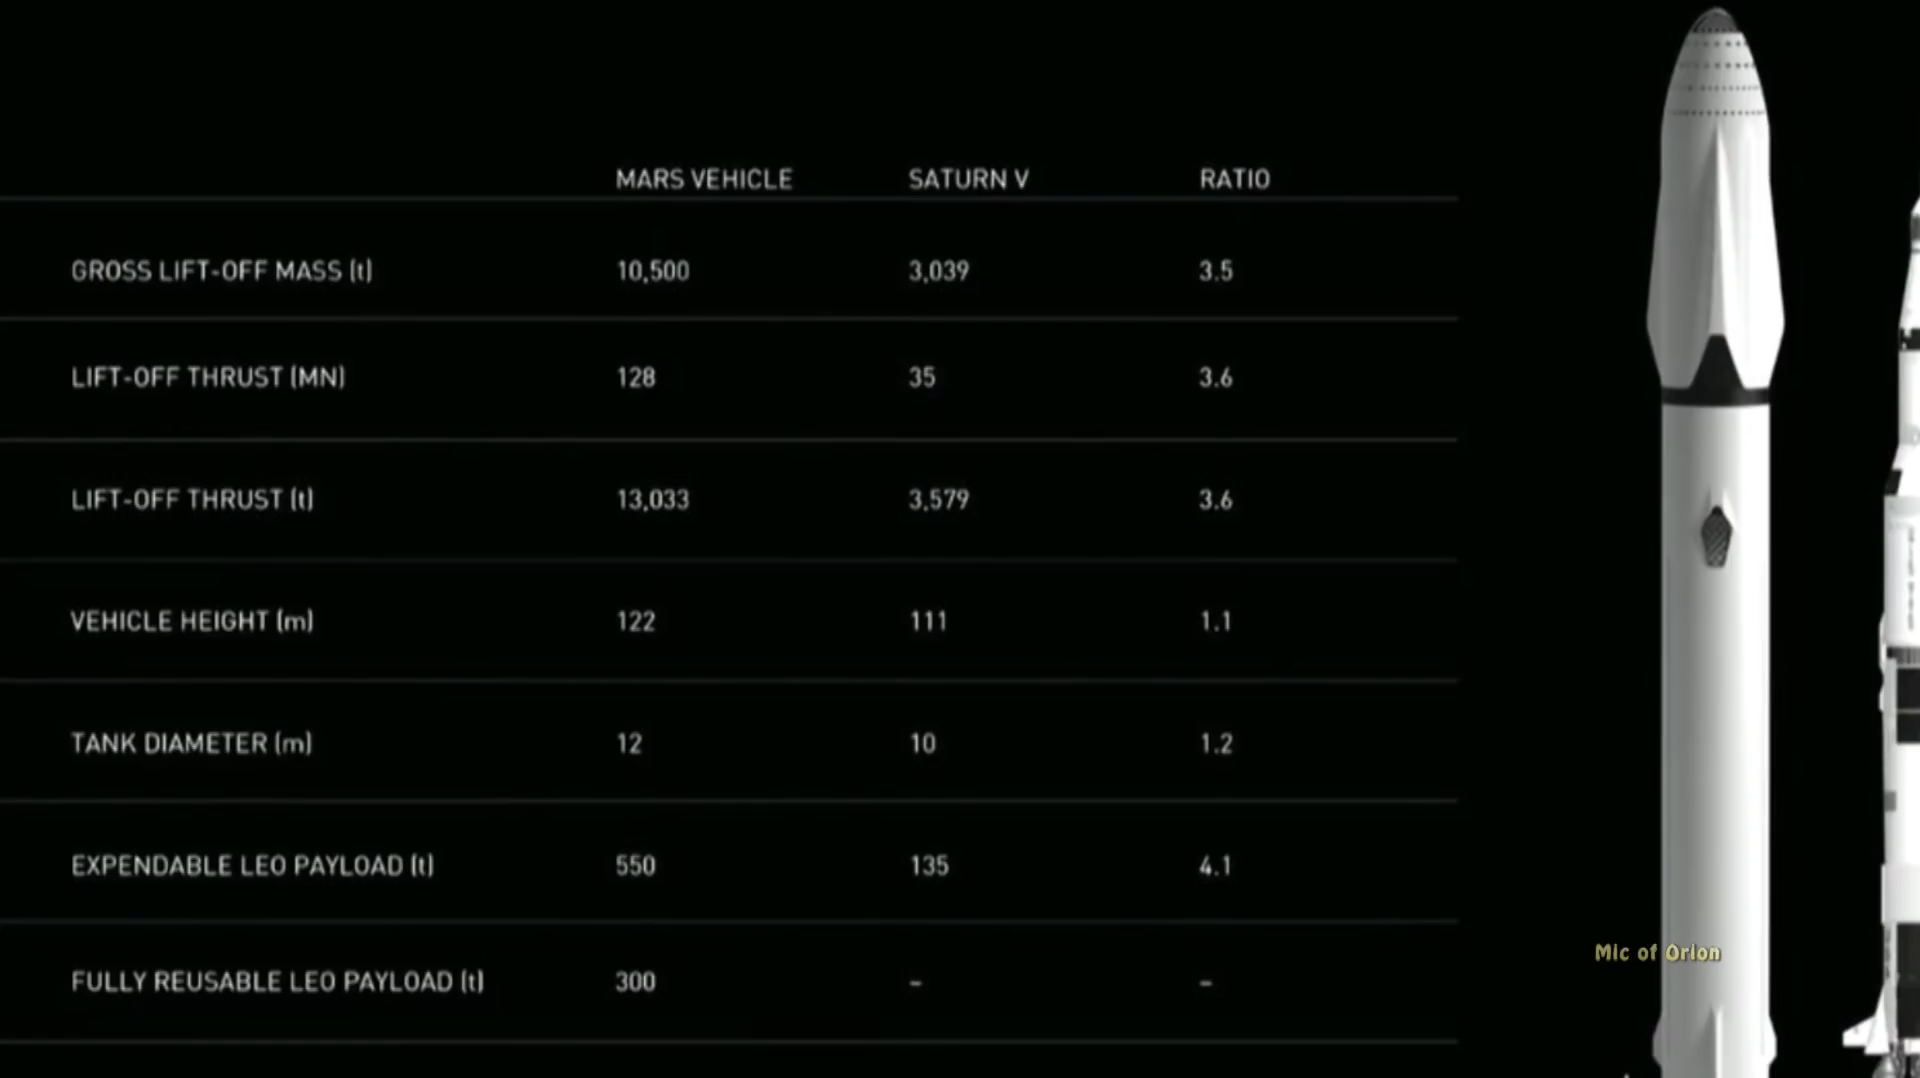 MARS VEHICLE SATURN V RATIO
GROSS LIFT-OFF MASS (t) 10,500 3,039 3.5
LIFT-OFF THRUST (MN) 128 35 3.6
LIFT-OFF THRUST (t) 13,033 3,579 3.6
VEHICLE HEIGHT (m) 122 111 1.1
TANK DIAMETER (m) 12 10 1.2
EXPENDABLE LEO PAYLOAD (t) 550 135 4.1
Mic of Orion
FULLY REUSABLE LEO PAYLOAD (t) 300 – –